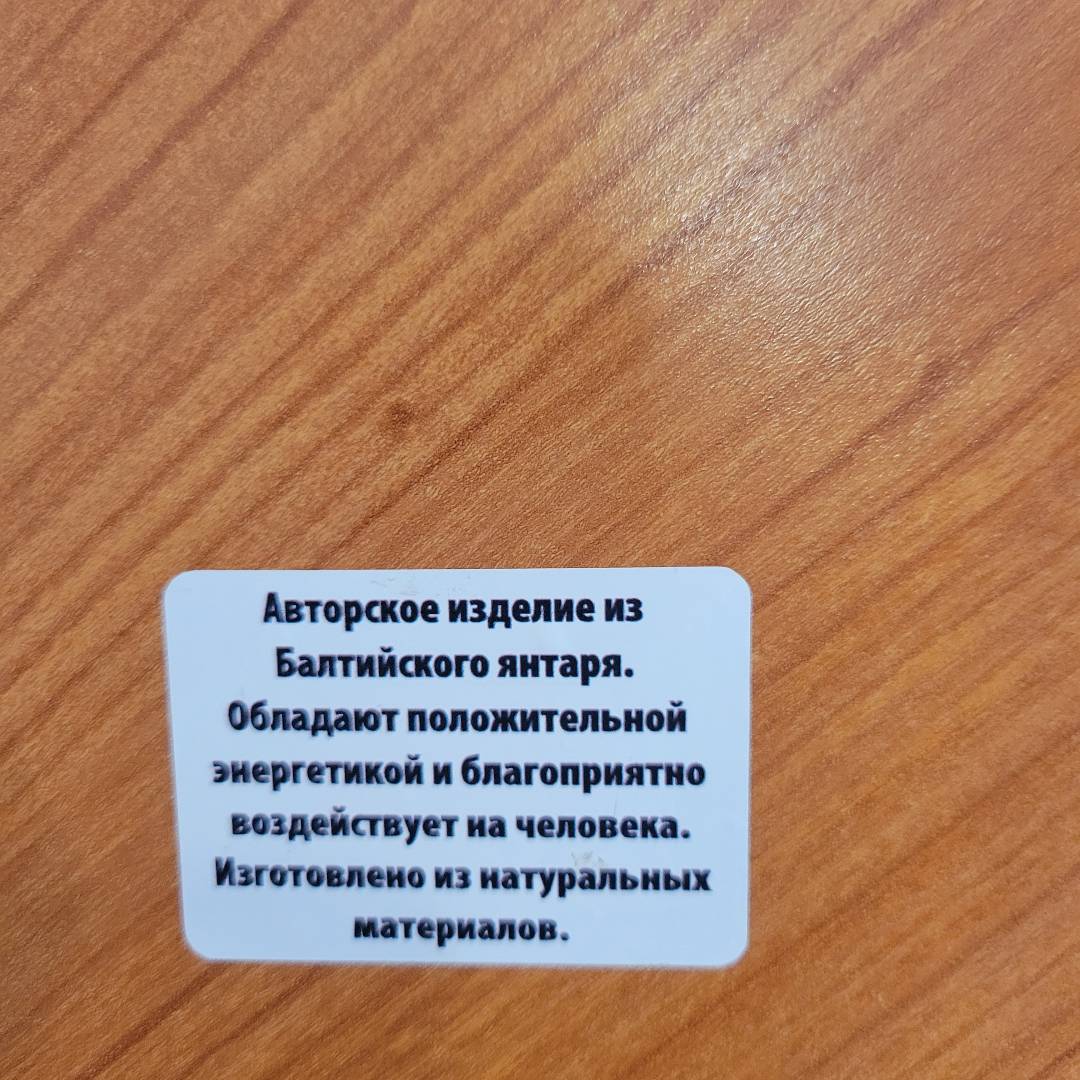 Авторское изделие из
Балтийского янтаря.
Обладают положительной
энергетикой и благоприятно
воздействует на человека.
Изготовлено из натуральных
материалов.